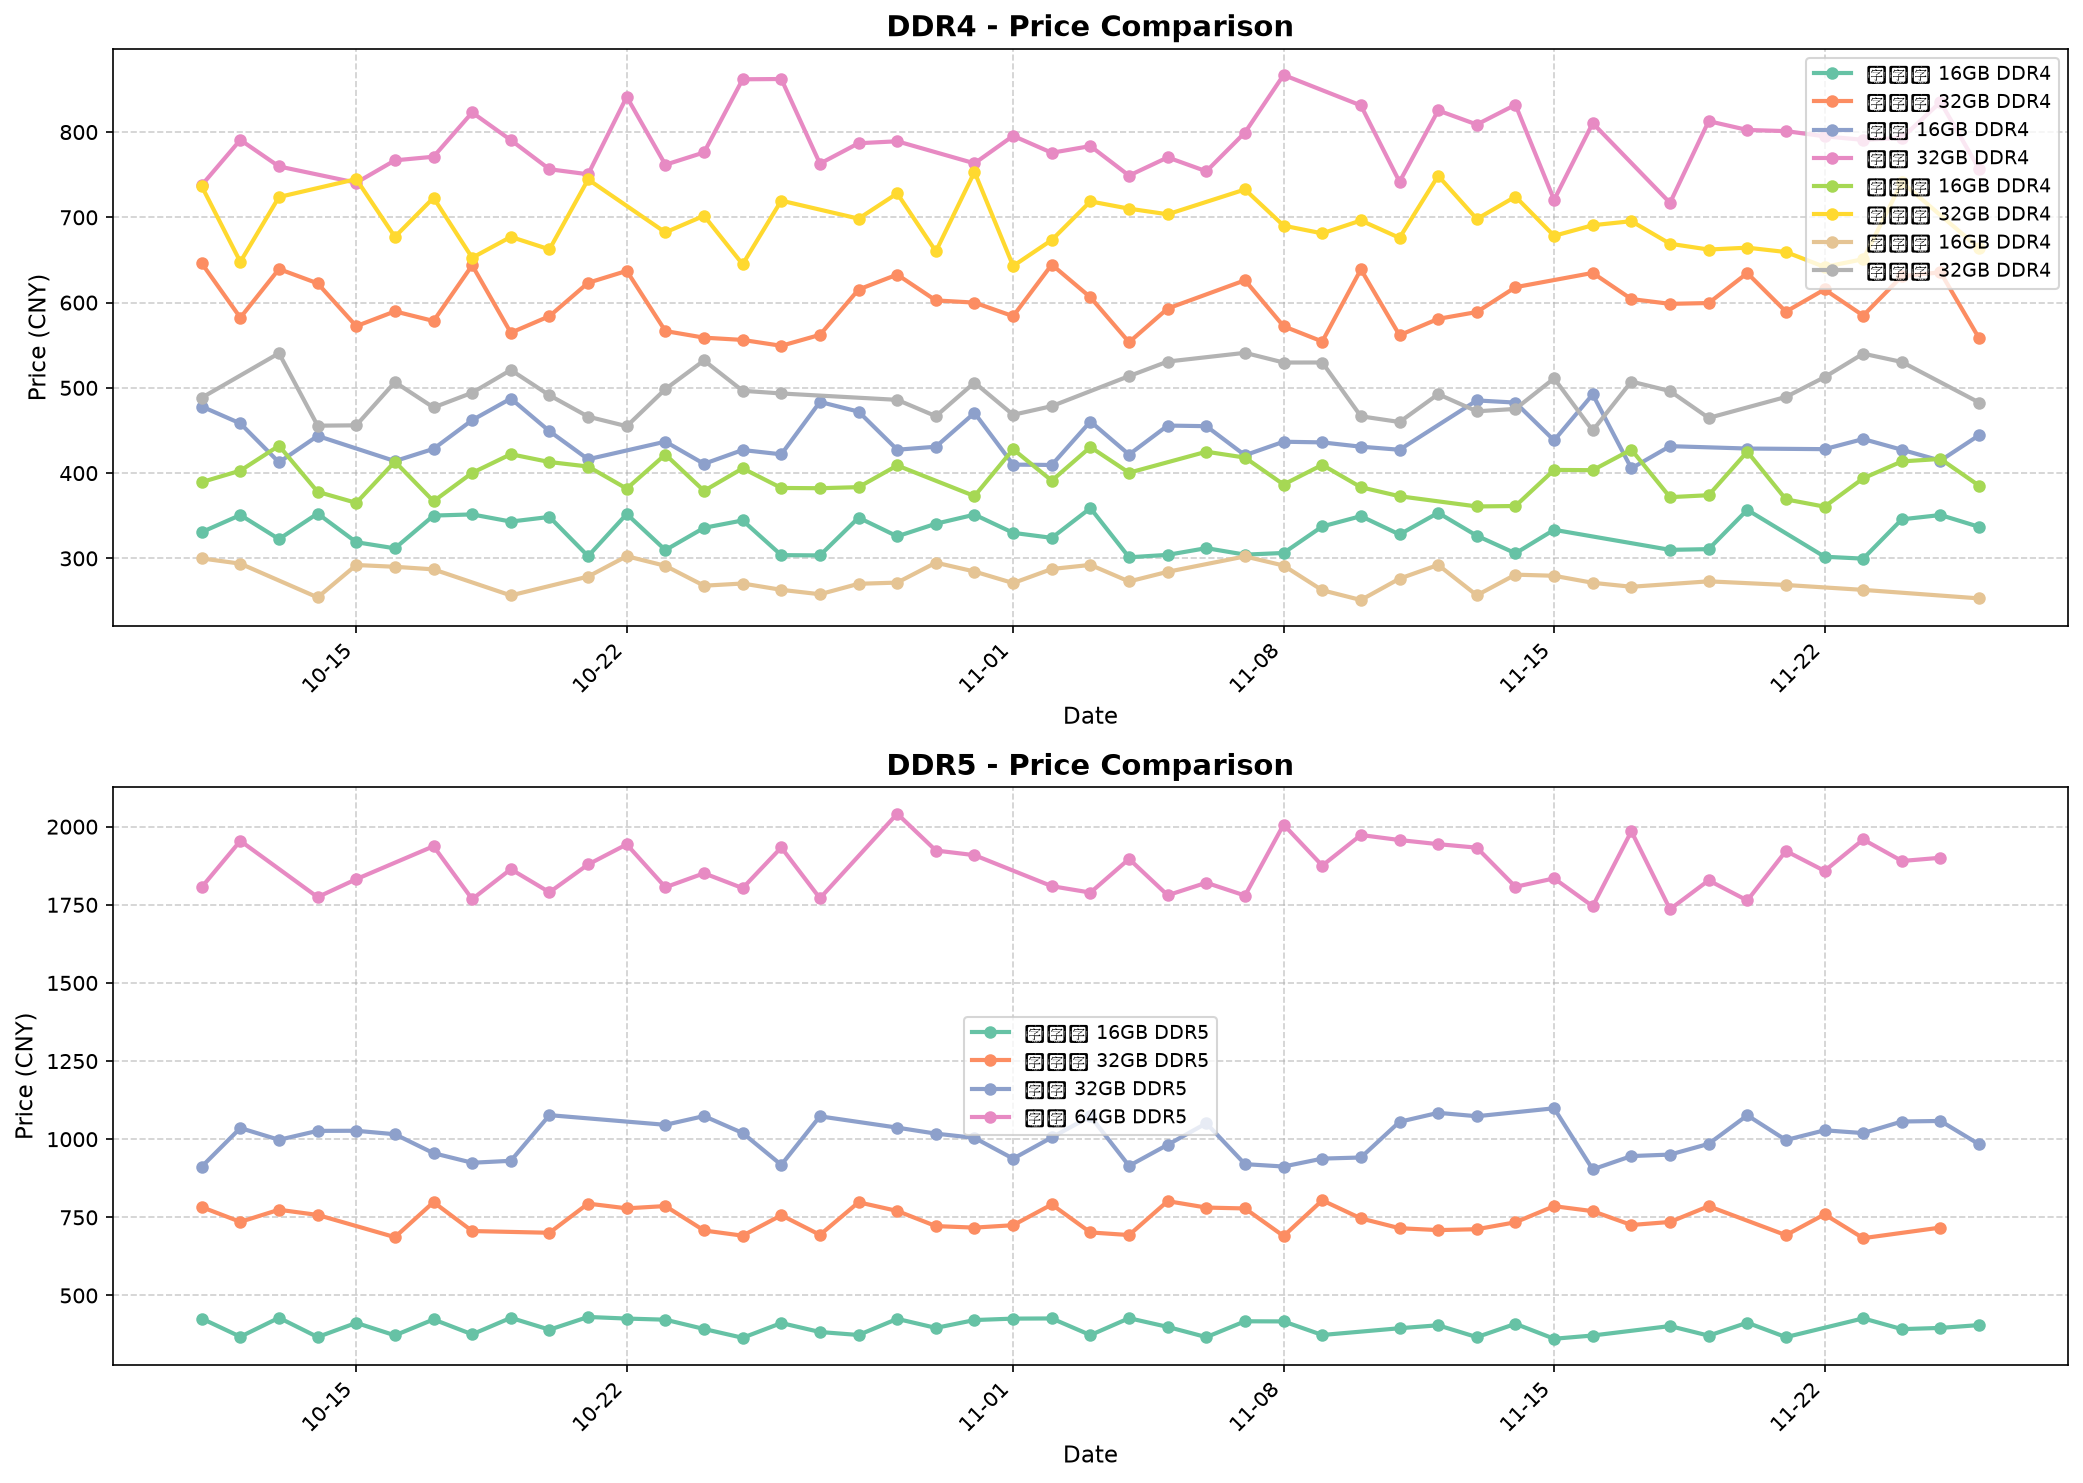 DDR4 - Price Comparison
16GB DDR4
32GB DDR4
16GB DDR4
32GB DDR4
16GB DDR4
32GB DDR4
16GB DDR4
32GB DDR4
800
700
600
500
400
300
Price (CNY)
10-15
10-22
11-01
11-08
11-15
11-22
Date
DDR5 - Price Comparison
2000
1750
1500
1250
1000
750
500
Price (CNY)
16GB DDR5
32GB DDR5
32GB DDR5
64GB DDR5
10-15
10-22
11-01
11-08
11-15
11-22
Date